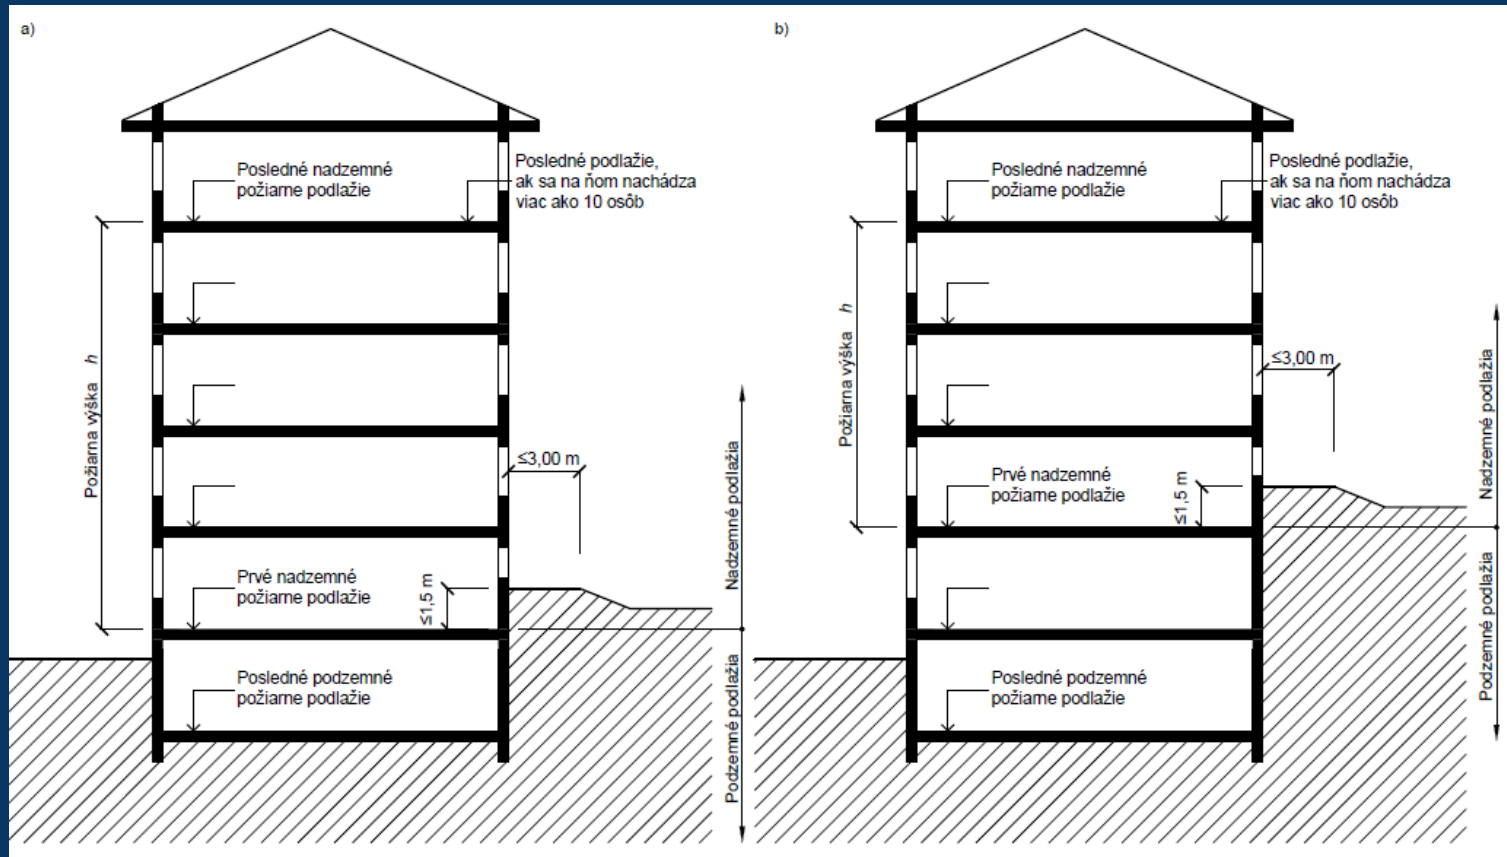 a)
Posledné nadzemné
požiarne podlažie
Posledné podlažie,
ak sa na ňom nachádza
viac ako 10 osôb
Požiarna výška h
≤3,00 m
Nadzemné podlažia
Prvé nadzemné
požiarne podlažie
≤1,5 m
Posledné podzemné
požiarne podlažie
Podzemné podlažia
b)
Posledné nadzemné
požiarne podlažie
Posledné podlažie,
ak sa na ňom nachádza
viac ako 10 osôb
Požiarna výška h
≤3,00 m
Nadzemné podlažia
Prvé nadzemné
požiarne podlažie
≤1,5 m
Posledné podzemné
požiarne podlažie
Podzemné podlažia